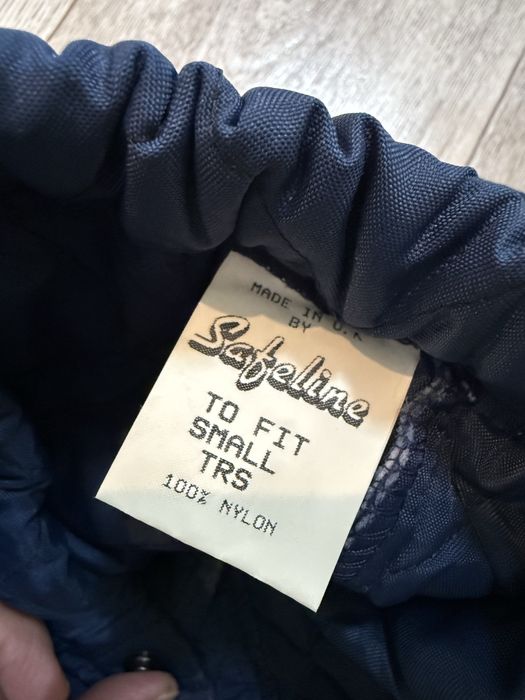 MADE IN U.K
BY
Safeline
TO FIT
SMALL
TRS
100% NYLON